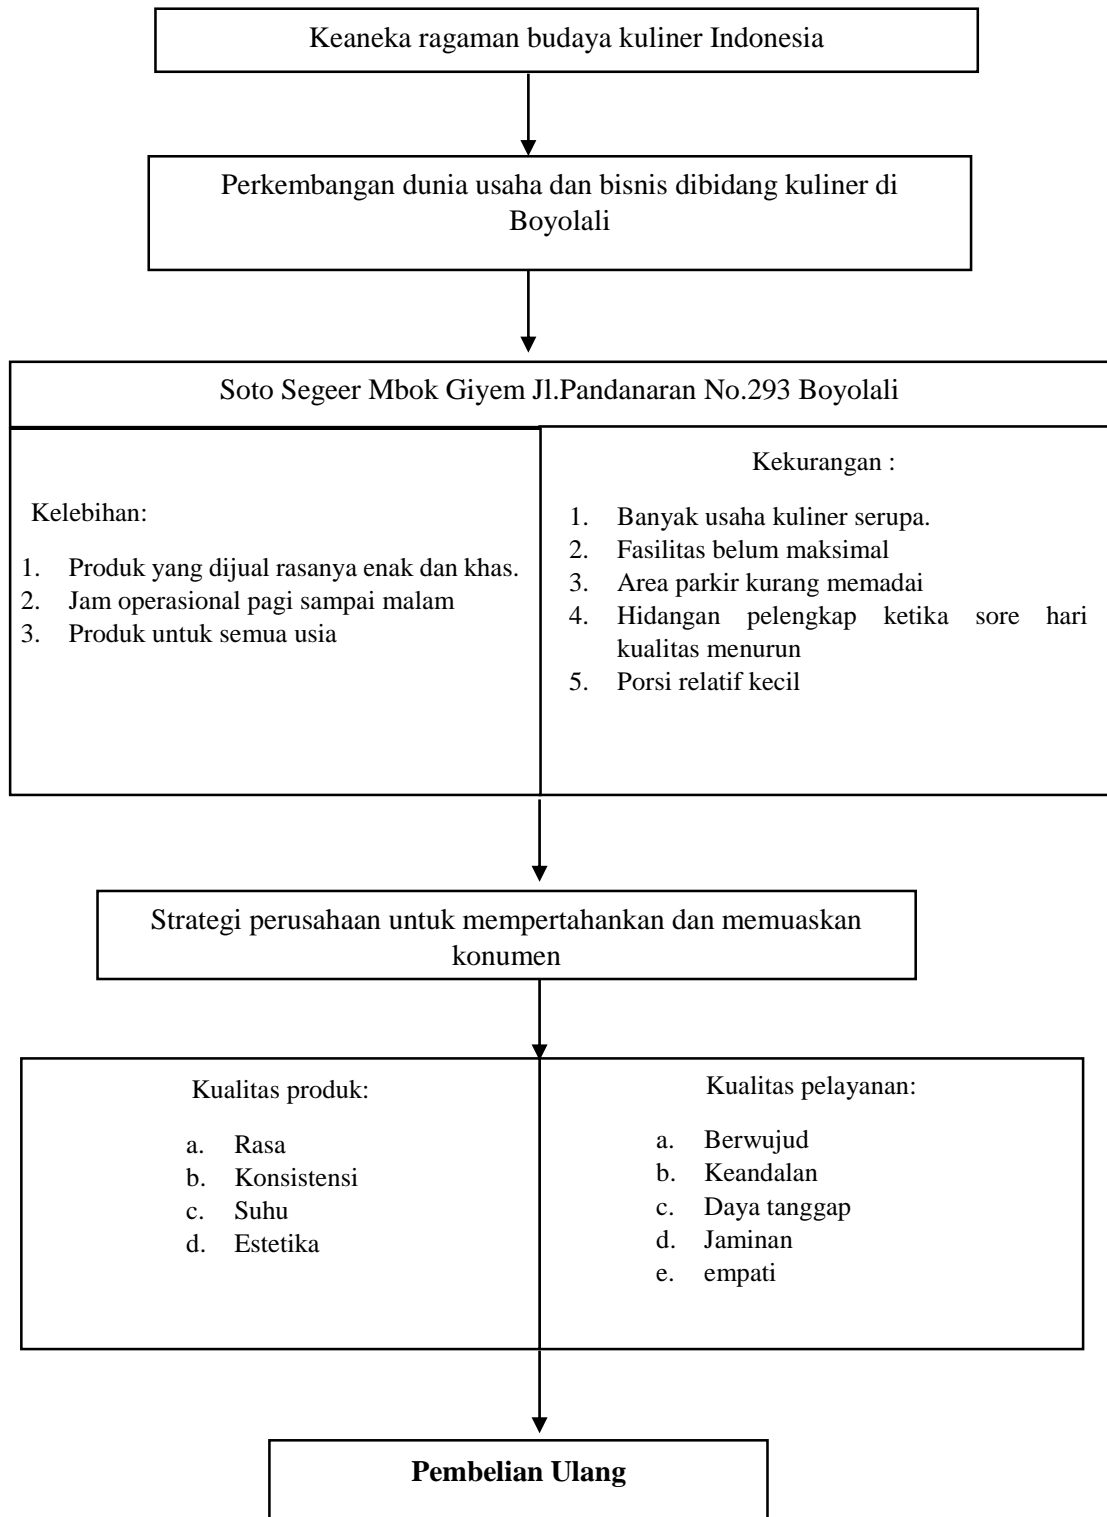 Keaneka ragaman budaya kuliner Indonesia
Perkembangan dunia usaha dan bisnis dibidang kuliner di
Boyolali
Soto Segeer Mbok Giyem Jl.Pandanaran No.293 Boyolali
Kelebihan:
1. Produk yang dijual rasanya enak dan khas.
2. Jam operasional pagi sampai malam
3. Produk untuk semua usia
Kekurangan :
1. Banyak usaha kuliner serupa.
2. Fasilitas belum maksimal
3. Area parkir kurang memadai
4. Hidangan pelengkap ketika sore hari
kualitas menurun
5. Porsi relatif kecil
Strategi perusahaan untuk mempertahankan dan memuaskan
konumen
Kualitas produk:
a. Rasa
b. Konsistensi
c. Suhu
d. Estetika
Kualitas pelayanan:
a. Berwujud
b. Keandalan
c. Daya tanggap
d. Jaminan
e. empati
Pembelian Ulang